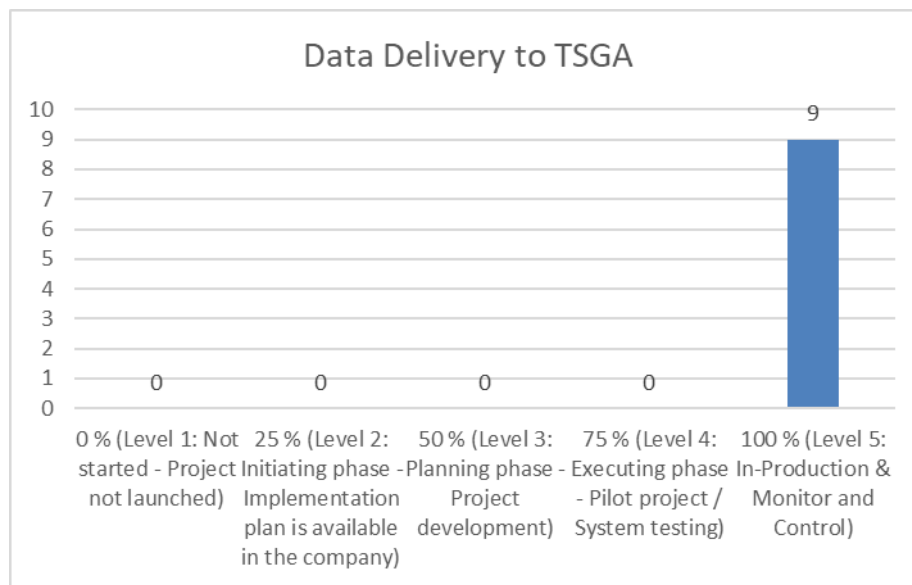 Data Delivery to TSGA
10
9
8
7
6
5
4
3
2
1
0
0
0
0
0
9
0 % (Level 1: Not
started - Project
not launched)
25 % (Level 2:
Initiating phase -
Implementation
plan is available
in the company)
50 % (Level 3:
Planning phase -
Project
development)
75 % (Level 4:
Executing phase
- Pilot project /
System testing)
100 % (Level 5:
In-Production &
Monitor and
Control)